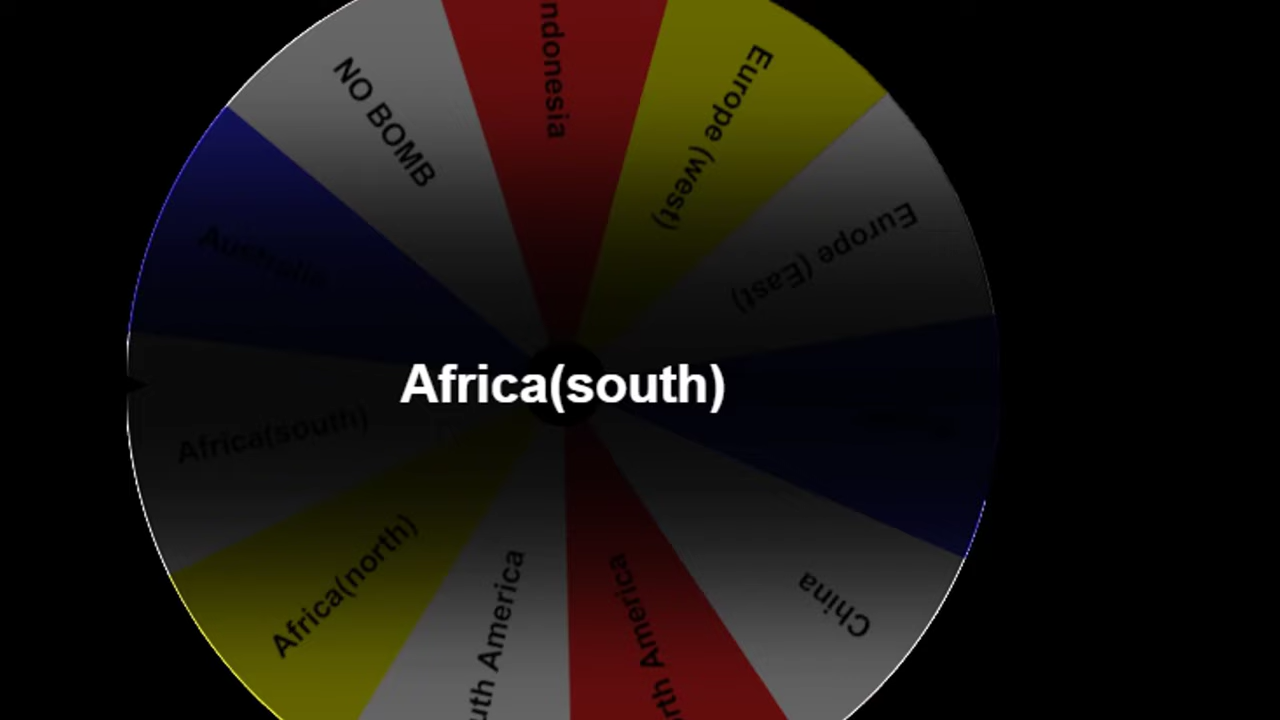 ndonesia
NO BOMB
Europe (west)
Europe (East)
Australia
Africa(south)
Africa(south)
Africa(north)
China
uth America
rth America